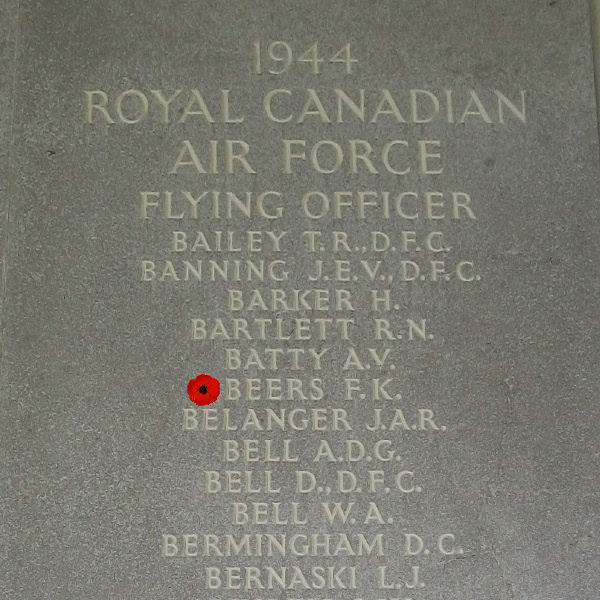 1944
ROYAL CANADIAN
AIR FORCE
FLYING OFFICER
BAILEY T.R.,D.F.C.
BANNING J.E.V.,D.F.C.
BARKER H.
BARTLETT R.N.
BATTY A.V.
BEERS F.K.
BELANGER J.A.R.
BELL A.D.G.
BELL D.,D.F.C.
BELL W.A.
BERMINGHAM D.C.
BERNASKI L.J.